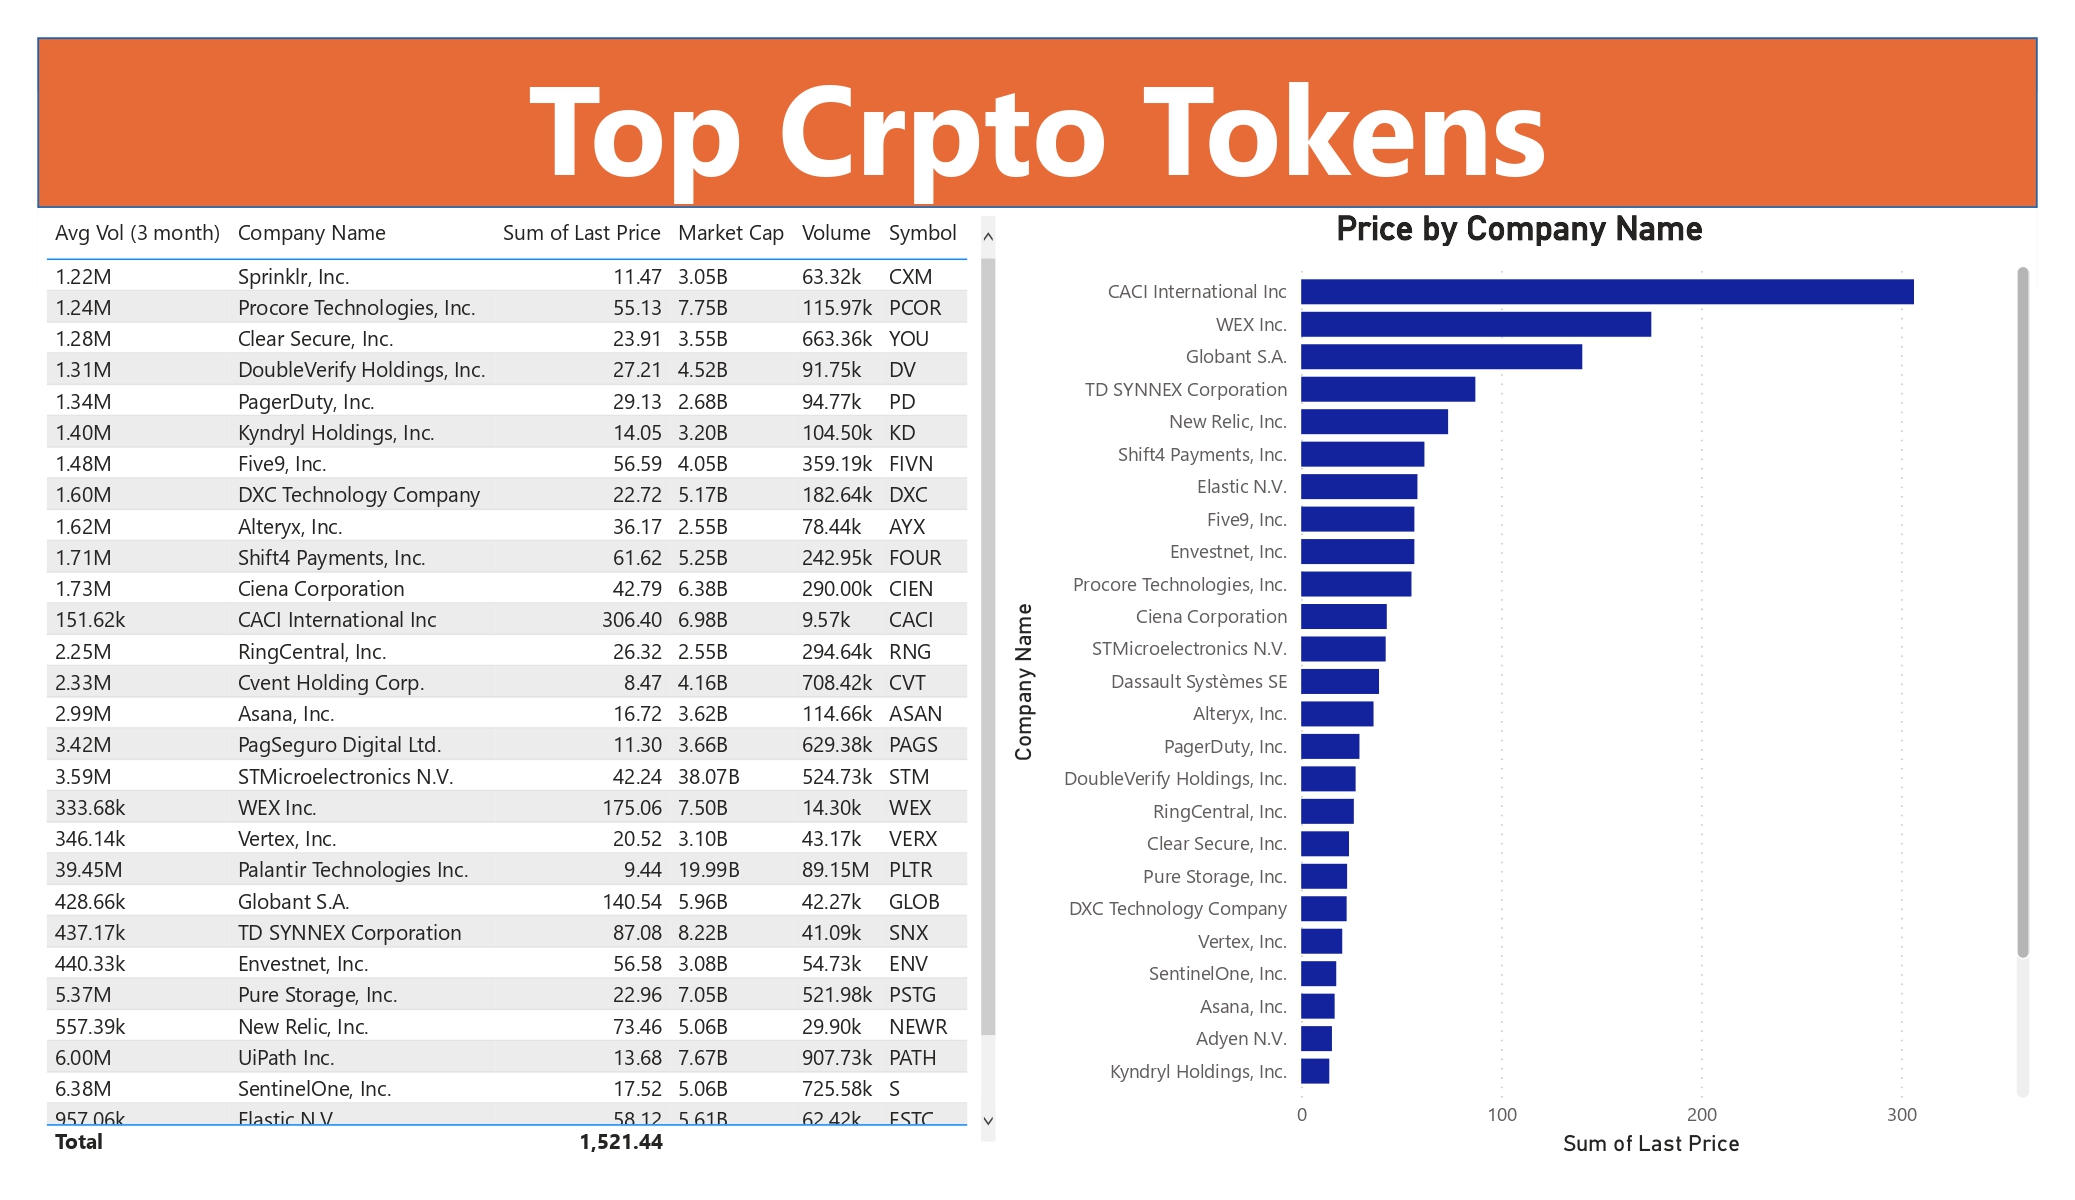 Top Crpto Tokens
Avg Vol (3 month) Company Name Sum of Last Price Market Cap Volume Symbol
1.22M Sprinklr, Inc. 11.47 3.05B 63.32k CXM
1.24M Procore Technologies, Inc. 55.13 7.75B 115.97k PCOR
1.28M Clear Secure, Inc. 23.91 3.55B 663.36k YOU
1.31M DoubleVerify Holdings, Inc. 27.21 4.52B 91.75k DV
1.34M PagerDuty, Inc. 29.13 2.68B 94.77k PD
1.40M Kyndryl Holdings, Inc. 14.05 3.20B 104.50k KD
1.48M Five9, Inc. 56.59 4.05B 359.19k FIVN
1.60M DXC Technology Company 22.72 5.17B 182.64k DXC
1.62M Alteryx, Inc. 36.17 2.55B 78.44k AYX
1.71M Shift4 Payments, Inc. 61.62 5.25B 242.95k FOUR
1.73M Ciena Corporation 42.79 6.38B 290.00k CIEN
151.62k CACI International Inc 306.40 6.98B 9.57k CACI
2.25M RingCentral, Inc. 26.32 2.55B 294.64k RNG
2.33M Cvent Holding Corp. 8.47 4.16B 708.42k CVT
2.99M Asana, Inc. 16.72 3.62B 114.66k ASAN
3.42M PagSeguro Digital Ltd. 11.30 3.66B 629.38k PAGS
3.59M STMicroelectronics N.V. 42.24 38.07B 524.73k STM
333.68k WEX Inc. 175.06 7.50B 14.30k WEX
346.14k Vertex, Inc. 20.52 3.10B 43.17k VERX
39.45M Palantir Technologies Inc. 9.44 19.99B 89.15M PLTR
428.66k Globant S.A. 140.54 5.96B 42.27k GLOB
437.17k TD SYNNEX Corporation 87.08 8.22B 41.09k SNX
440.33k Envestnet, Inc. 56.58 3.08B 54.73k ENV
5.37M Pure Storage, Inc. 22.96 7.05B 521.98k PSTG
557.39k New Relic, Inc. 73.46 5.06B 29.90k NEWR
6.00M UiPath Inc. 13.68 7.67B 907.73k PATH
6.38M SentinelOne, Inc. 17.52 5.06B 725.58k S
957.06k Elastic N.V. 58.12 5.61B 62.42k ESTC
Total 1,521.44
Price by Company Name
Company Name
CACI International Inc
WEX Inc.
Globant S.A.
TD SYNNEX Corporation
New Relic, Inc.
Shift4 Payments, Inc.
Elastic N.V.
Five9, Inc.
Envestnet, Inc.
Procore Technologies, Inc.
Ciena Corporation
STMicroelectronics N.V.
Dassault Systèmes SE
Alteryx, Inc.
PagerDuty, Inc.
DoubleVerify Holdings, Inc.
RingCentral, Inc.
Clear Secure, Inc.
Pure Storage, Inc.
DXC Technology Company
Vertex, Inc.
SentinelOne, Inc.
Asana, Inc.
Adyen N.V.
Kyndryl Holdings, Inc.
0 100 200 300
Sum of Last Price